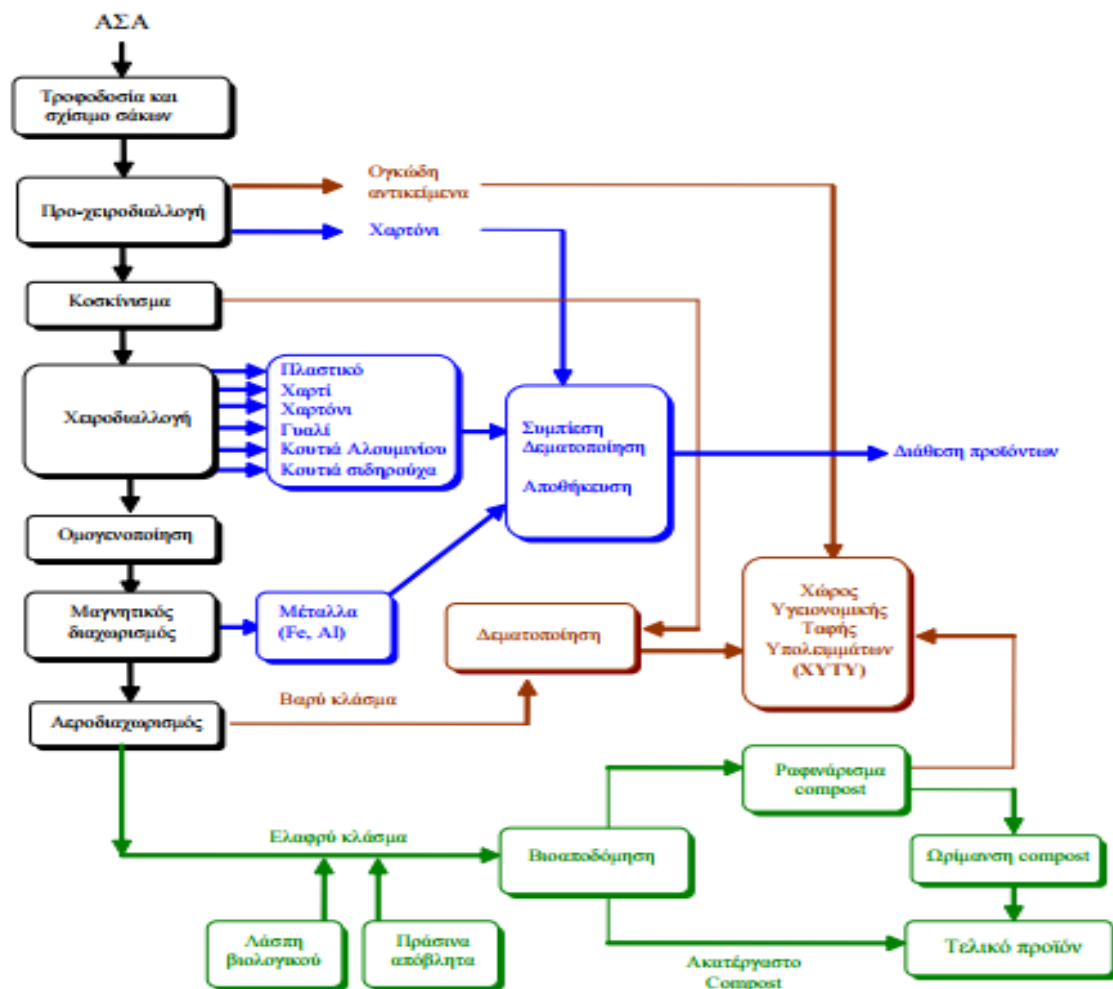 ΑΣΑ
Τροφοδοσία και
σχίσιμο σάκων
Προ-χειροδιαλλογή
Ογκώδη
αντικείμενα
Χαρτόνι
Κοσκίνισμα
Χειροδιαλλογή
Πλαστικό
Χαρτί
Χαρτόνι
Γυαλί
Κουτιά Αλουμινίου
Κουτιά σιδηρούχα
Συμπίεση
Δεματοποίηση
Αποθήκευση
Διάθεση προϊόντων
Ομογενοποίηση
Μαγνητικός
διαχωρισμός
Μέταλλα
(Fe, Al)
Δεματοποίηση
Χώρος
Υγειονομικής
Ταφής
Υπολειμμάτων
(ΧΥΤΥ)
Βαρύ κλάσμα
Αεροδιαχωρισμός
Ραφινάρισμα
compost
Ελαφρύ κλάσμα
Βιοαποδόμηση
Ωρίμανση compost
Λάσπη
βιολογικού
Πράσινα
απόβλητα
Ακατέργαστο
Compost
Τελικό προϊόν